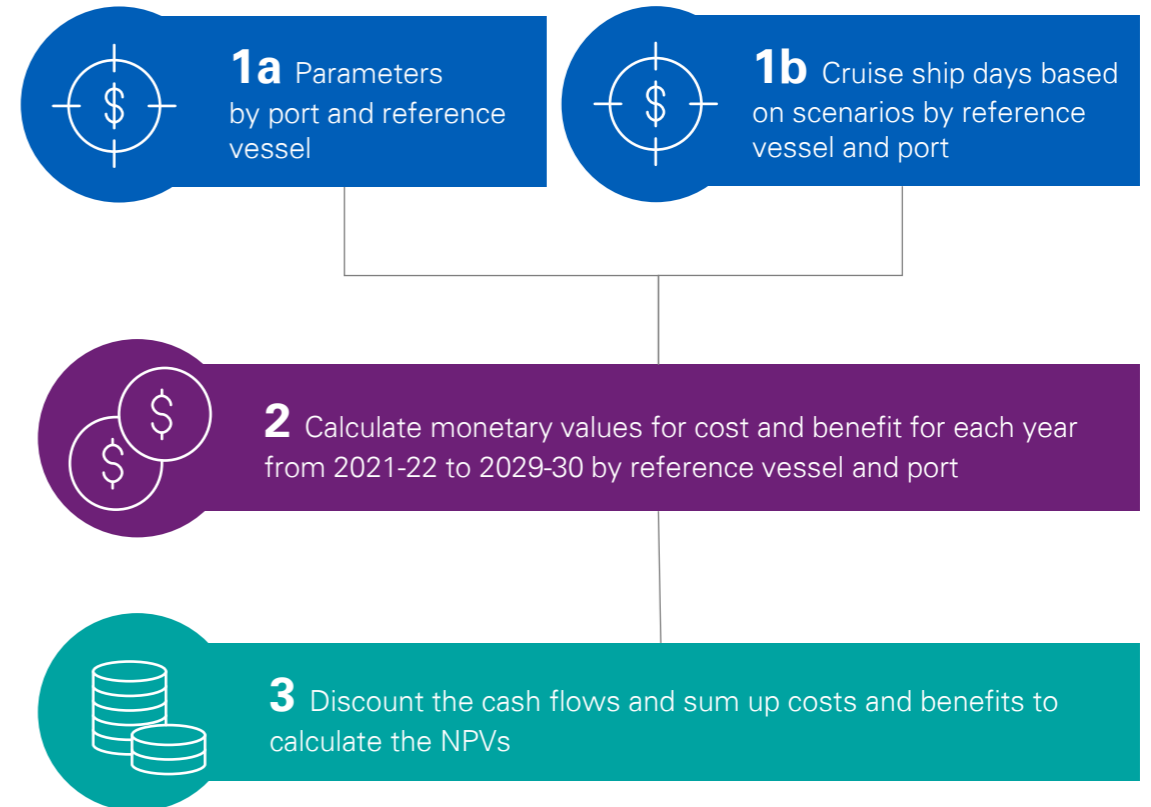 1a Parameters
by port and reference
vessel
1b Cruise ship days based
on scenarios by reference
vessel and port
2 Calculate monetary values for cost and benefit for each year
from 2021-22 to 2029-30 by reference vessel and port
3 Discount the cash flows and sum up costs and benefits to
calculate the NPVs
$
$
$
$